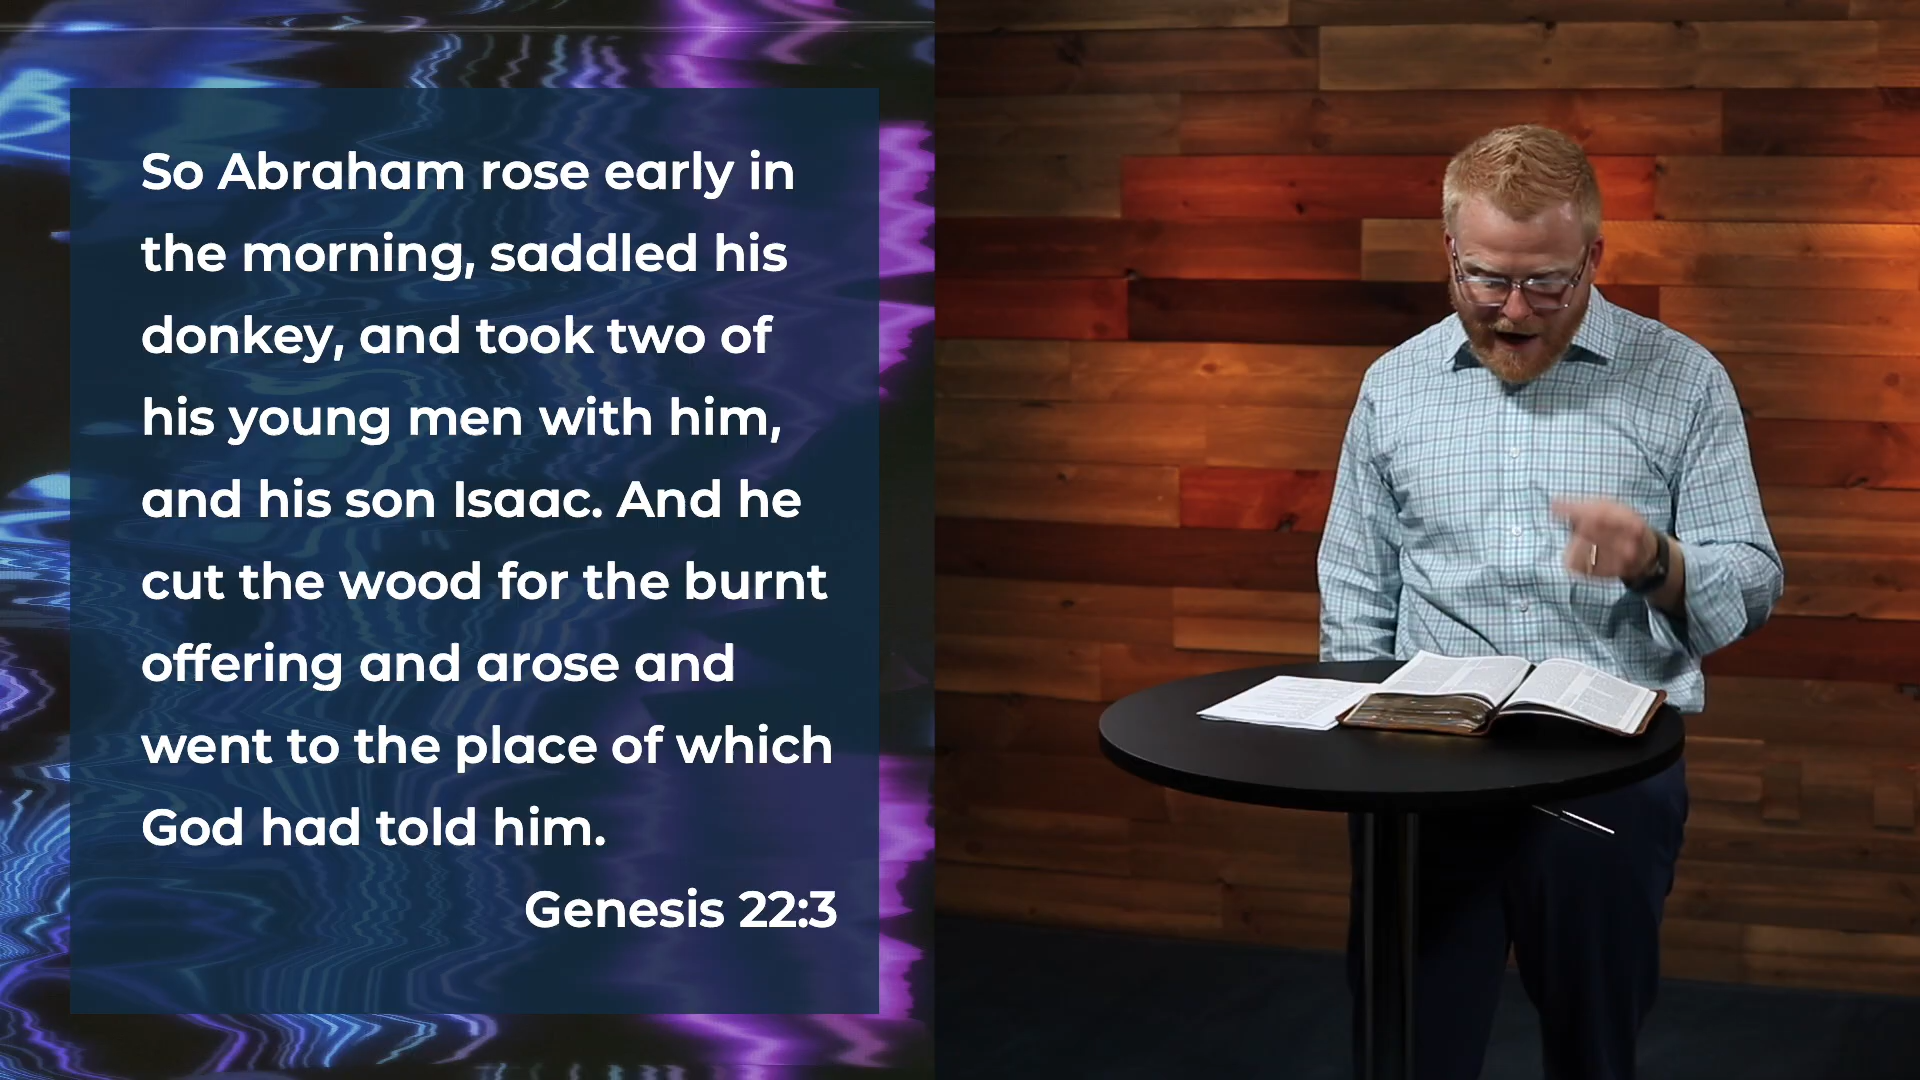 So Abraham rose early in
the morning, saddled his
donkey, and took two of
his young men with him,
and his son Isaac. And he
cut the wood for the burnt
offering and arose and
went to the place of which
God had told him.
Genesis 22:3